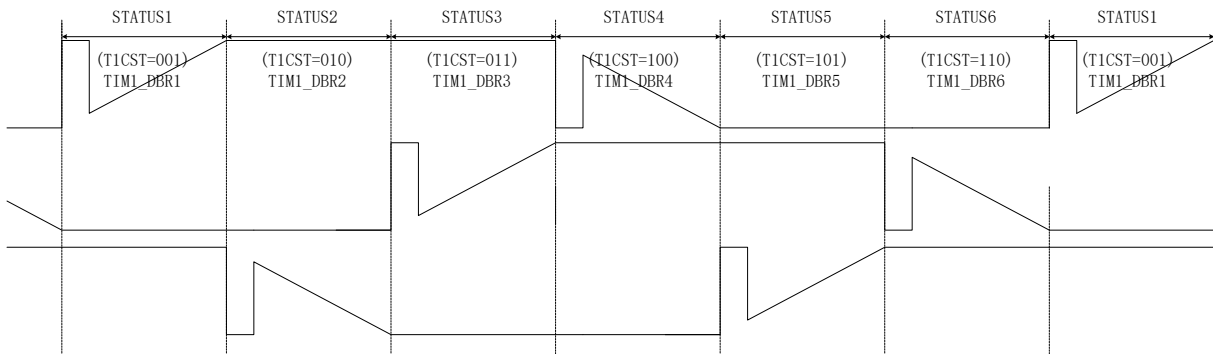 STATUS1 STATUS2 STATUS3 STATUS4 STATUS5 STATUS6 STATUS1
(T1CST=001) (T1CST=010) (T1CST=011) (T1CST=100) (T1CST=101) (T1CST=110) (T1CST=001)
TIM1_DBR1 TIM1_DBR2 TIM1_DBR3 TIM1_DBR4 TIM1_DBR5 TIM1_DBR6 TIM1_DBR1